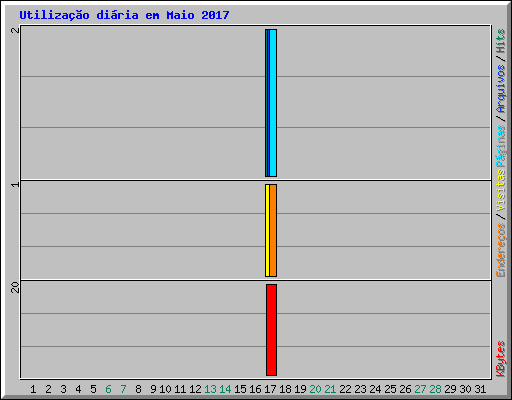 Utilização diária em Maio 2017
2
1
20
Endereços / Visitas Páginas / Arquivos / Hits
KBytes
1 2 3 4 5 6 7 8 9 10 11 12 13 14 15 16 17 18 19 20 21 22 23 24 25 26 27 28 29 30 31